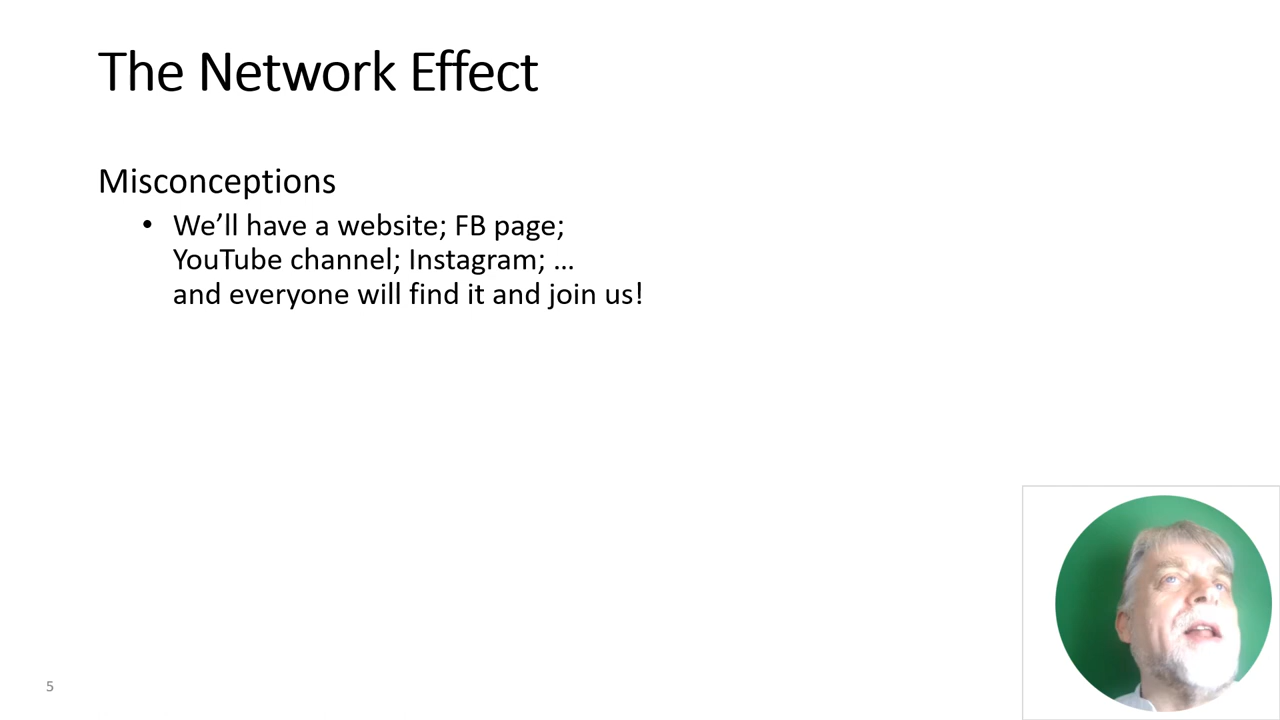 The Network Effect
Misconceptions
• We’ll have a website; FB page;
YouTube channel; Instagram; …
and everyone will find it and join us!
5